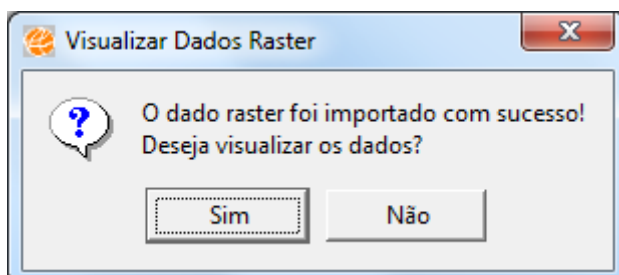 Visualizar Dados Raster
O dado raster foi importado com sucesso!
Deseja visualizar os dados?
Sim
Não